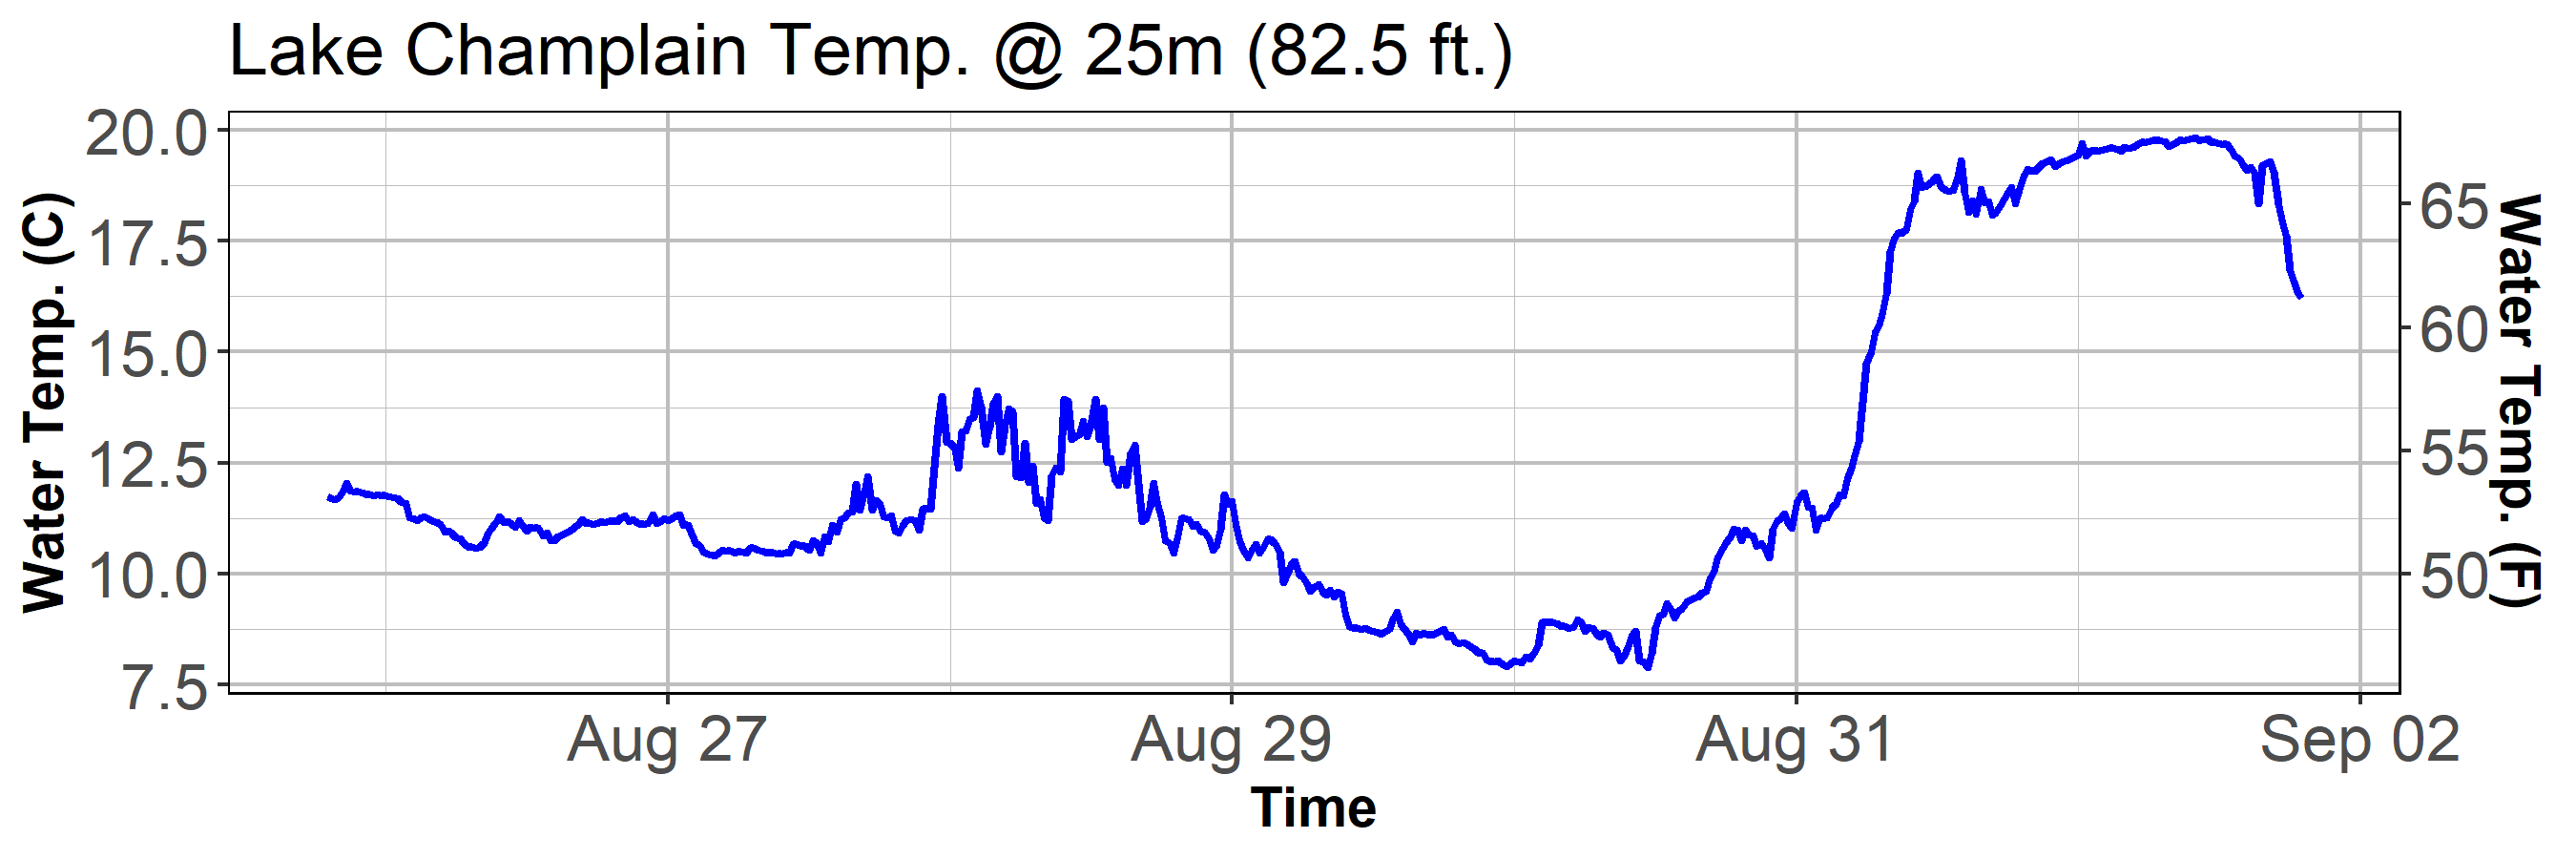 Lake Champlain Temp. @ 25m (82.5 ft.)
Water Temp. (C)
20.0
17.5
15.0
12.5
10.0
7.5
65
60
55
50
Water Temp. (F)
Aug 27
Aug 29
Aug 31
Sep 02
Time